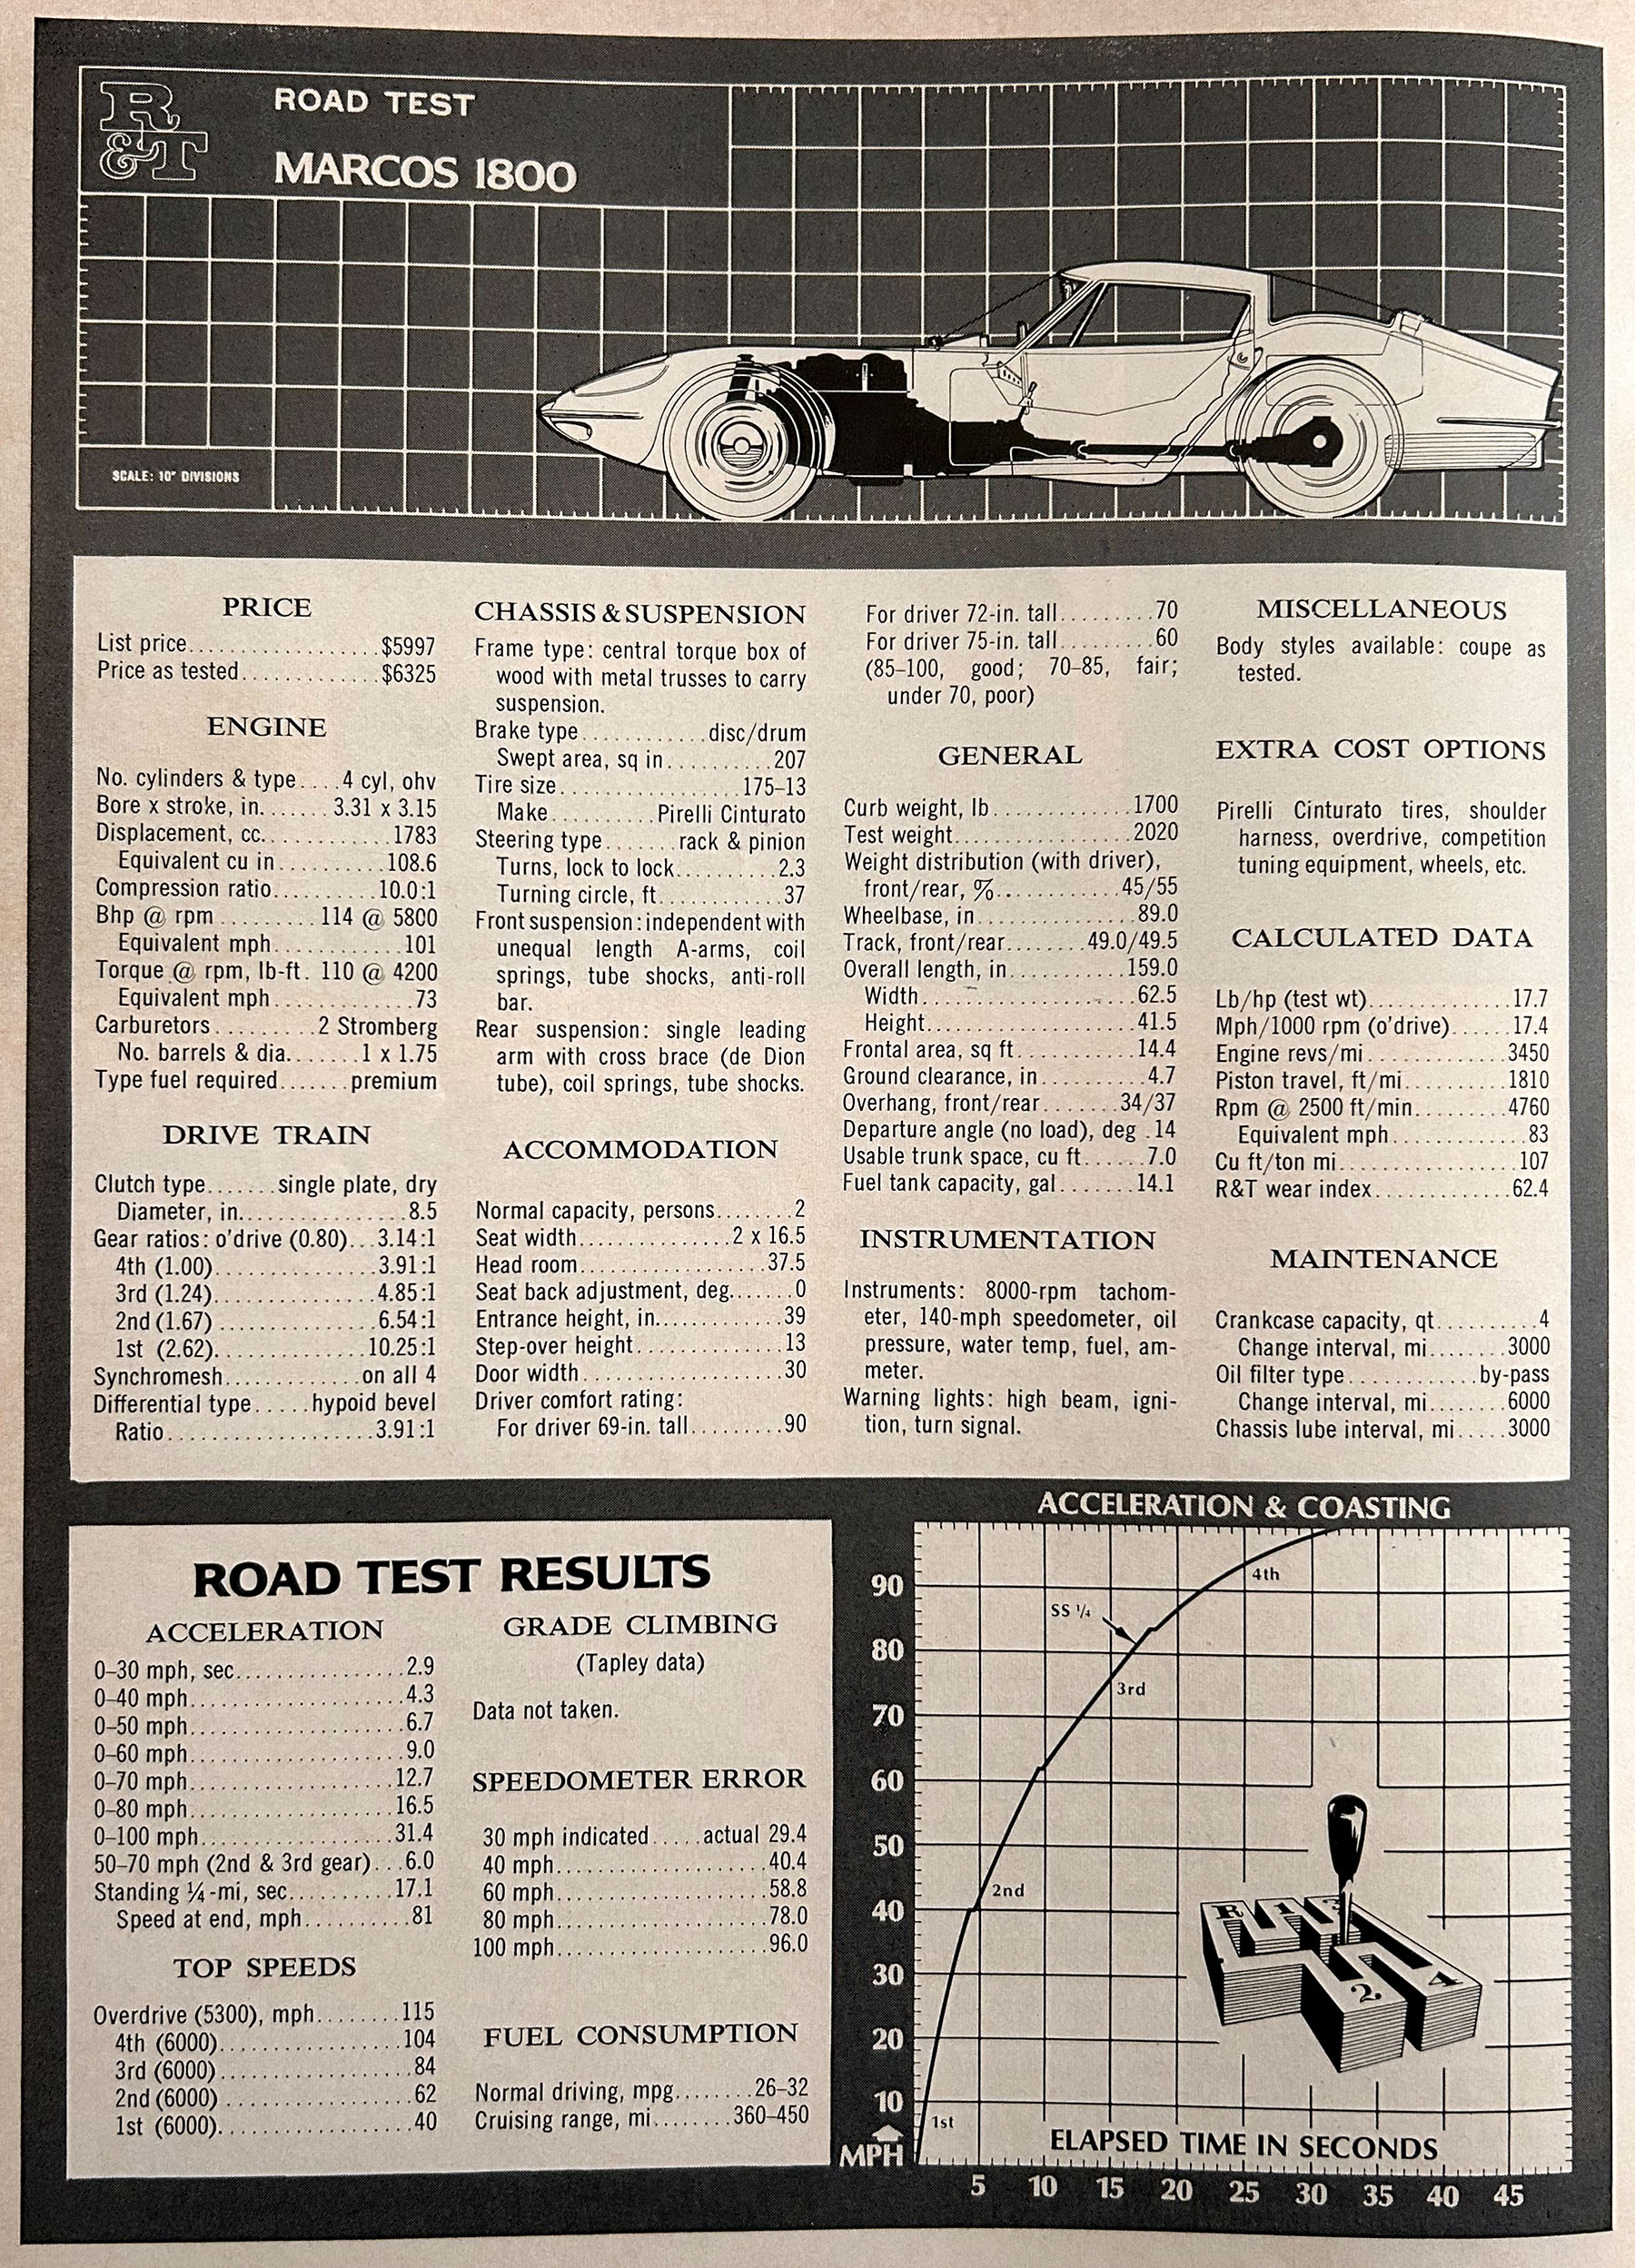 R&T
ROAD TEST
MARCOS 1800
SCALE: 10" DIVISIONS
PRICE
List price..................$5997
Price as tested.............$6325
ENGINE
No. cylinders & type....4 cyl, ohv
Bore x stroke, in.......3.31 x 3.15
Displacement, cc............1783
Equivalent cu in...........108.6
Compression ratio..........10.0:1
Bhp @ rpm.........114 @ 5800
Equivalent mph............101
Torque @ rpm, lb-ft. 110 @ 4200
Equivalent mph.............73
Carburetors.........2 Stromberg
No. barrels & dia.......1 x 1.75
Type fuel required.......premium
DRIVE TRAIN
Clutch type.......single plate, dry
Diameter, in................8.5
Gear ratios: o'drive (0.80)...3.14:1
4th (1.00)...............3.91:1
3rd (1.24)...............4.85:1
2nd (1.67)...............6.54:1
1st (2.62)..............10.25:1
Synchromesh............on all 4
Differential type.....hypoid bevel
Ratio...................3.91:1
CHASSIS & SUSPENSION
Frame type: central torque box of
wood with metal trusses to carry
suspension.
Brake type...........disc/drum
Swept area, sq in..........207
Tire size................175-13
Make..........Pirelli Cinturato
Steering type.......rack & pinion
Turns, lock to lock.........2.3
Turning circle, ft...........37
Front suspension: independent with
unequal length A-arms, coil
springs, tube shocks, anti-roll
bar.
Rear suspension: single leading
arm with cross brace (de Dion
tube), coil springs, tube shocks.
ACCOMMODATION
Normal capacity, persons........2
Seat width..............2 x 16.5
Head room.................37.5
Seat back adjustment, deg.......0
Entrance height, in............39
Step-over height..............13
Door width...................30
Driver comfort rating:
For driver 69-in. tall.........90
For driver 72-in. tall.........70
For driver 75-in. tall.........60
(85–100, good; 70–85, fair;
under 70, poor)
GENERAL
Curb weight, lb.............1700
Test weight.................2020
Weight distribution (with driver),
front/rear, %............45/55
Wheelbase, in...............89.0
Track, front/rear.......49.0/49.5
Overall length, in...........159.0
Width....................62.5
Height...................41.5
Frontal area, sq ft...........14.4
Ground clearance, in..........4.7
Overhang, front/rear.......34/37
Departure angle (no load), deg .14
Usable trunk space, cu ft......7.0
Fuel tank capacity, gal.......14.1
INSTRUMENTATION
Instruments: 8000-rpm tachom-
eter, 140-mph speedometer, oil
pressure, water temp, fuel, am-
meter.
Warning lights: high beam, igni-
tion, turn signal.
MISCELLANEOUS
Body styles available: coupe as
tested.
EXTRA COST OPTIONS
Pirelli Cinturato tires, shoulder
harness, overdrive, competition
tuning equipment, wheels, etc.
CALCULATED DATA
Lb/hp (test wt)..............17.7
Mph/1000 rpm (o'drive)......17.4
Engine revs/mi..............3450
Piston travel, ft/mi..........1810
Rpm @ 2500 ft/min.........4760
Equivalent mph.............83
Cu ft/ton mi.................107
R&T wear index.............62.4
MAINTENANCE
Crankcase capacity, qt..........4
Change interval, mi........3000
Oil filter type............by-pass
Change interval, mi........6000
Chassis lube interval, mi.....3000
ROAD TEST RESULTS
ACCELERATION
0–30 mph, sec................2.9
0–40 mph....................4.3
0–50 mph....................6.7
0–60 mph....................9.0
0–70 mph...................12.7
0–80 mph...................16.5
0–100 mph..................31.4
50–70 mph (2nd & 3rd gear)...6.0
Standing ¼-mi, sec..........17.1
Speed at end, mph..........81
TOP SPEEDS
Overdrive (5300), mph........115
4th (6000)..................104
3rd (6000)...................84
2nd (6000)...................62
1st (6000)...................40
GRADE CLIMBING
(Tapley data)
Data not taken.
SPEEDOMETER ERROR
30 mph indicated.....actual 29.4
40 mph....................40.4
60 mph....................58.8
80 mph....................78.0
100 mph....................96.0
FUEL CONSUMPTION
Normal driving, mpg........26–32
Cruising range, mi........360–450
ACCELERATION & COASTING
90
80
70
60
50
40
30
20
10
MPH
SS ¼
4th
3rd
2nd
1st
R 1 3
2 4
ELAPSED TIME IN SECONDS
5 10 15 20 25 30 35 40 45